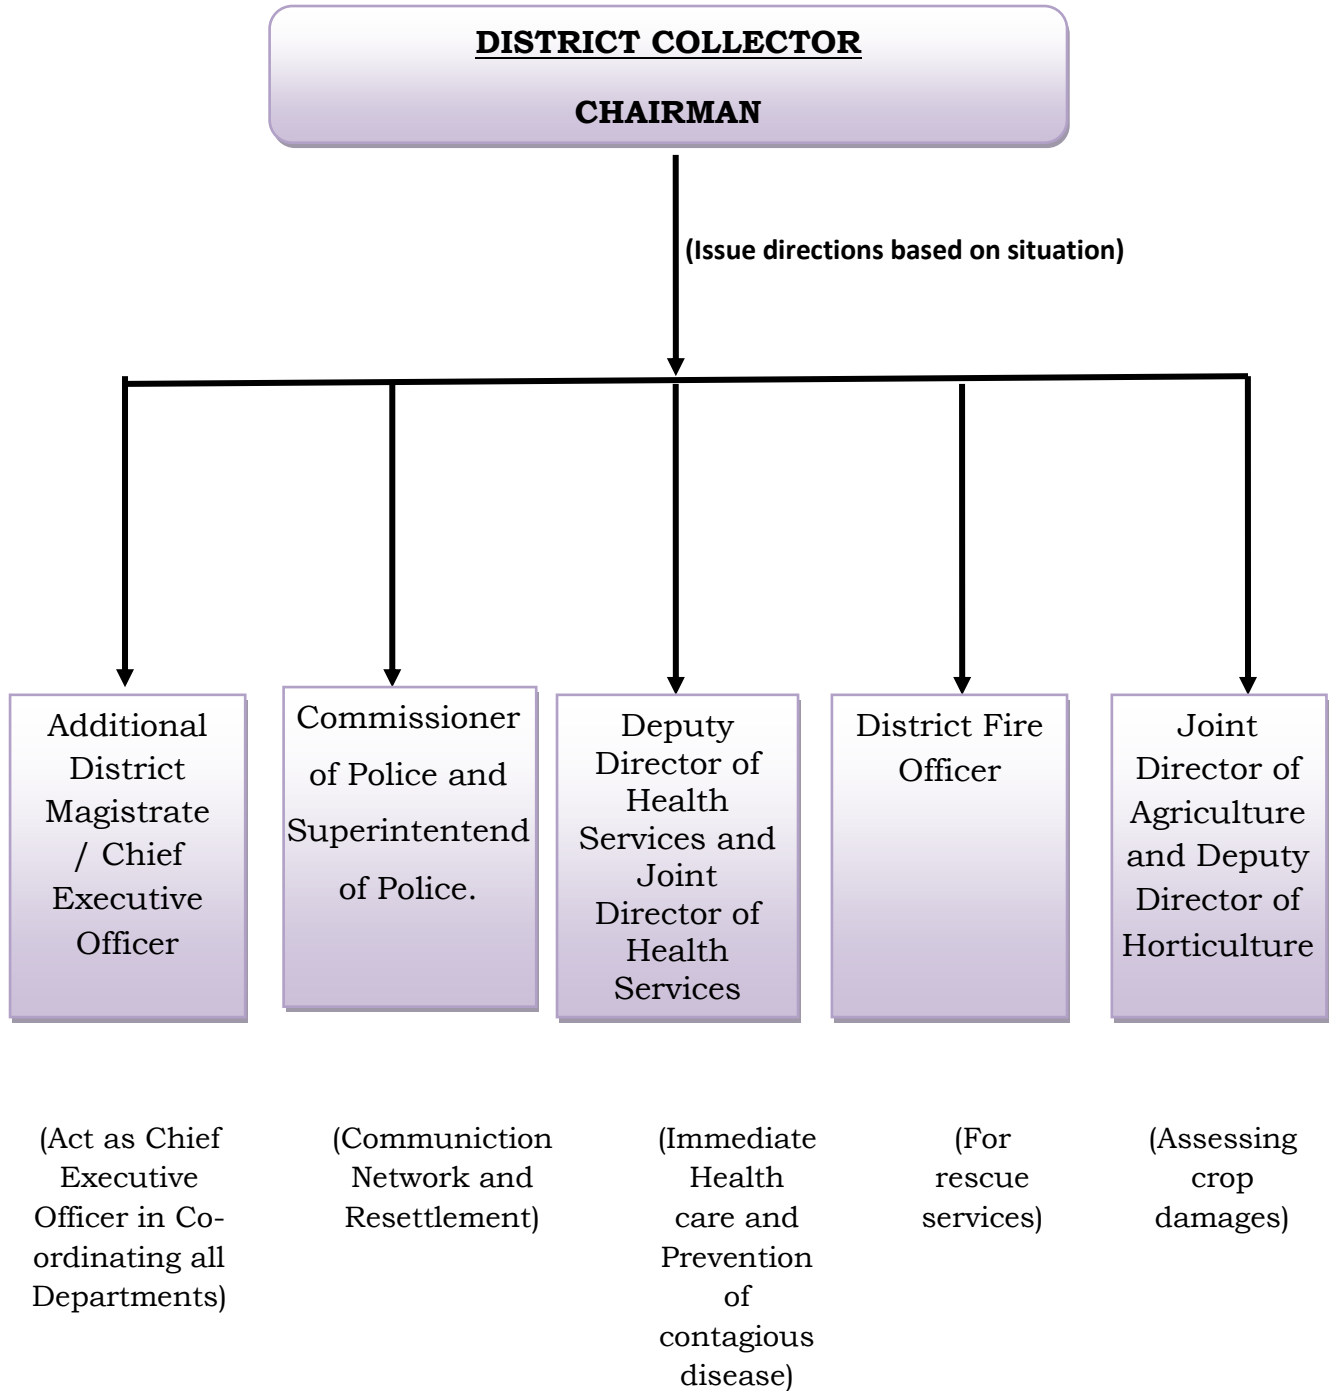 DISTRICT COLLECTOR
CHAIRMAN
(Issue directions based on situation)
Additional
District
Magistrate
/ Chief
Executive
Officer
Commissioner
of Police and
Superintentend
of Police.
Deputy
Director of
Health
Services and
Joint
Director of
Health
Services
District Fire
Officer
Joint
Director of
Agriculture
and Deputy
Director of
Horticulture
(Act as Chief
Executive
Officer in Co-
ordinating all
Departments)
(Communiction
Network and
Resettlement)
(Immediate
Health
care and
Prevention
of
contagious
disease)
(For
rescue
services)
(Assessing
crop
damages)